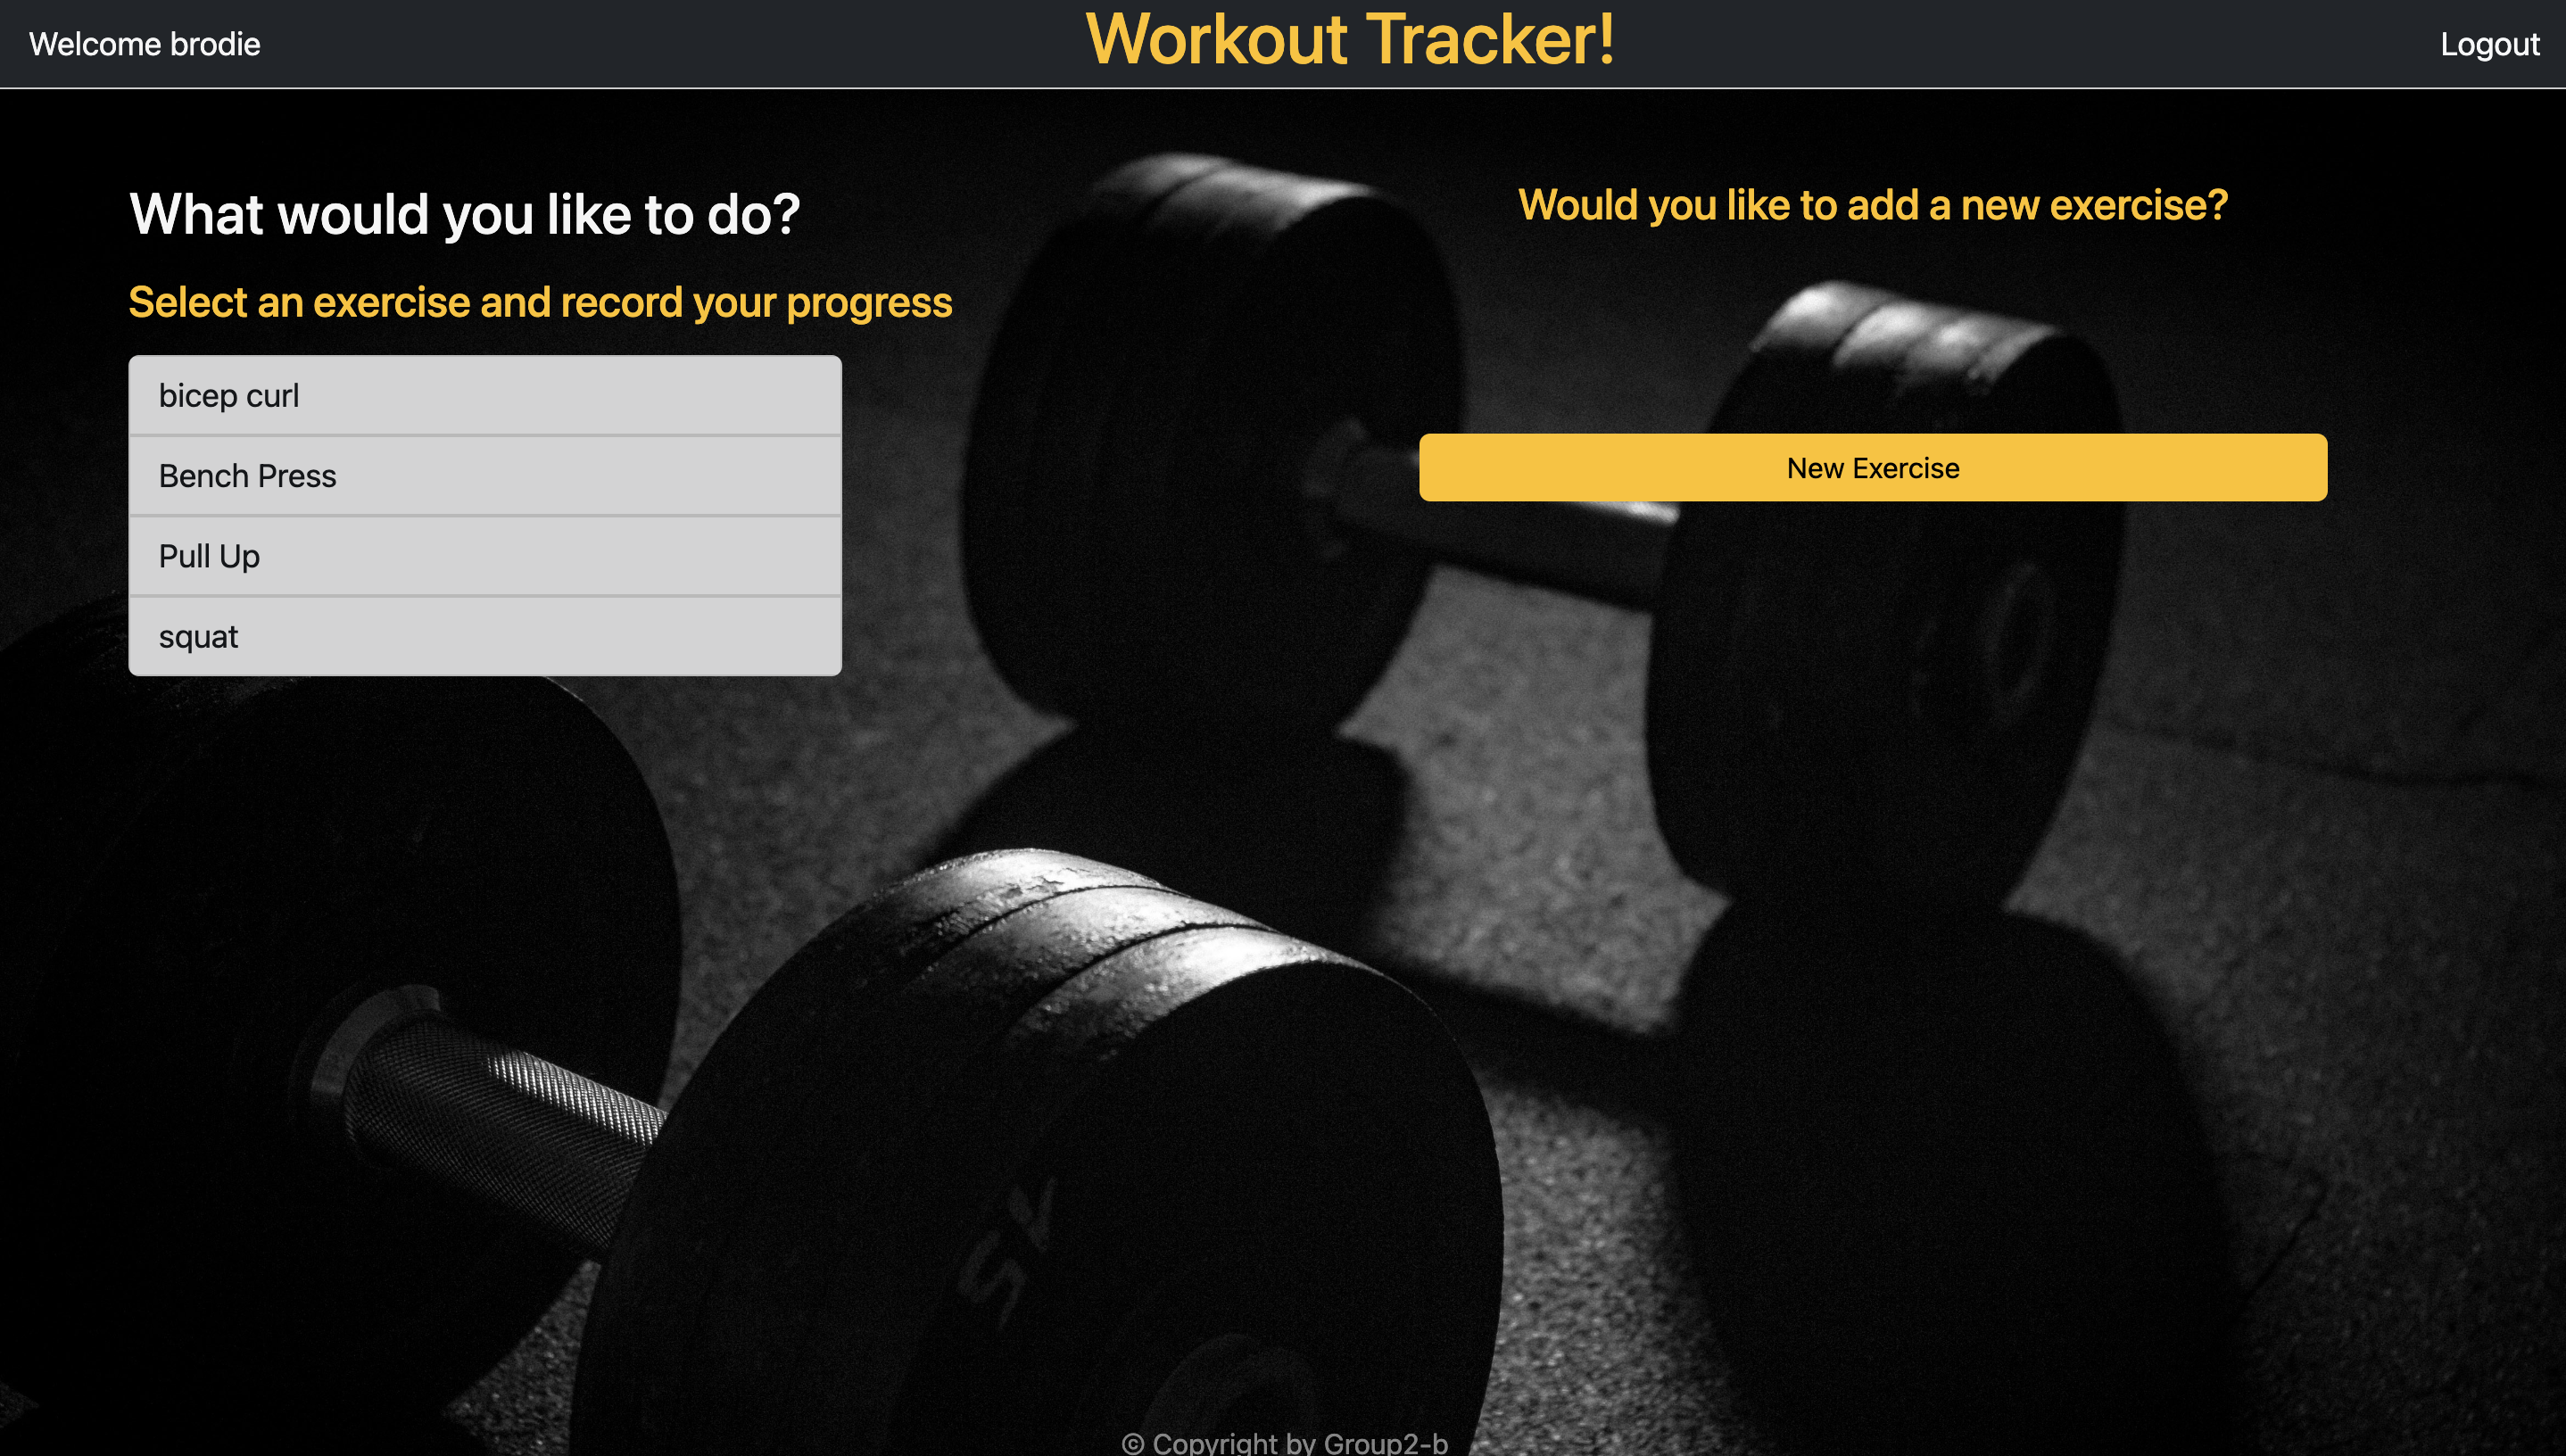 Welcome brodie
Workout Tracker!
Logout
What would you like to do?
Select an exercise and record your progress
bicep curl
Bench Press
Pull Up
squat
Would you like to add a new exercise?
New Exercise
© Copyright by Group2-b